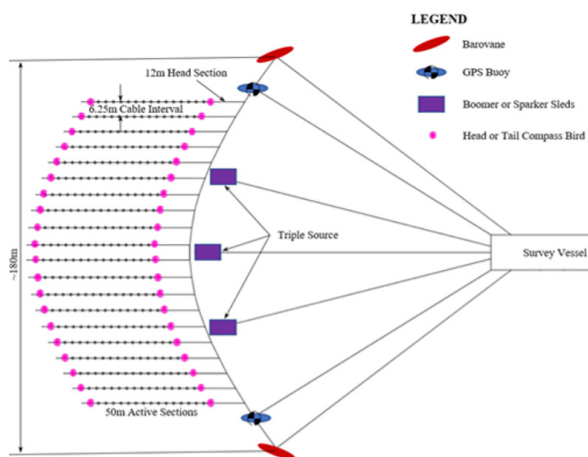 LEGEND
Barovane
GPS Buoy
Boomer or Sparker Sleds
Head or Tail Compass Bird
12m Head Section
6.25m Cable Interval
Triple Source
Survey Vessel
~180m
50m Active Sections